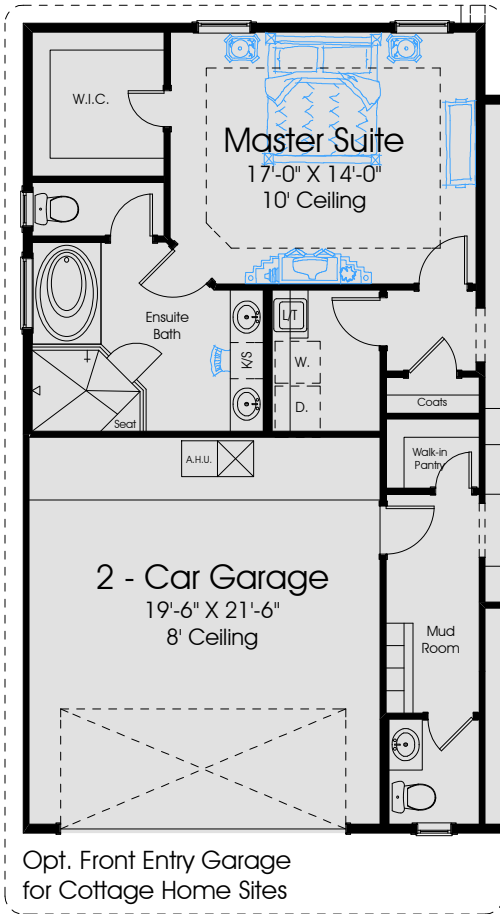 W.I.C.
Master Suite
17'-0" X 14'-0"
10' Ceiling
Ensuite
Bath
L/T
K/S
W.
D.
Seat
Coats
A.H.U.
Walk-in
Pantry
2 - Car Garage
19'-6" X 21'-6"
8' Ceiling
Mud
Room
Opt. Front Entry Garage
for Cottage Home Sites